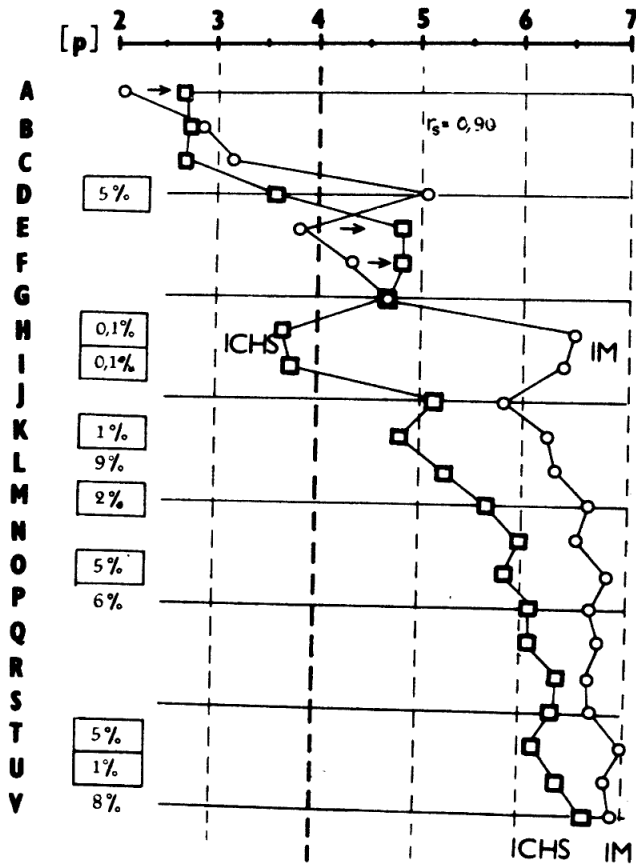 [p] 2 3 4 5 6 7
A
B r_s = 0,90
C
D 5%
E
F
G
H 0,1% ICHS IM
I 0,1%
J
K 1%
L 9%
M 2%
N
O 5%
P 6%
Q
R
S
T 5%
U 1%
V 8%
ICHS IM